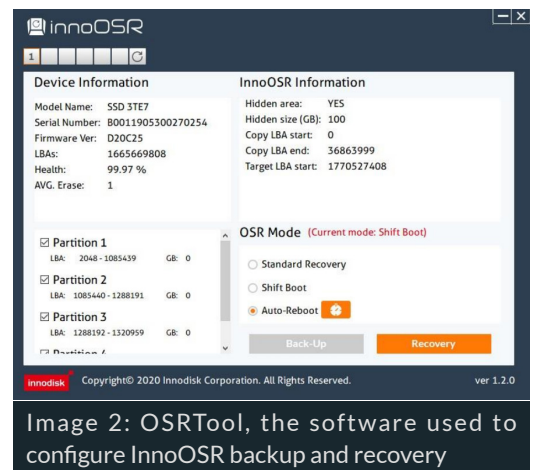 innoOSR
1
Device Information
Model Name: SSD 3TE7
Serial Number: B0011905300270254
Firmware Ver: D20C25
LBAs: 1665669808
Health: 99.97 %
AVG. Erase: 1
InnoOSR Information
Hidden area: YES
Hidden size (GB): 100
Copy LBA start: 0
Copy LBA end: 36863999
Target LBA start: 1770527408
Partition 1
LBA: 2048 - 1085439 GB: 0
Partition 2
LBA: 1085440 - 1288191 GB: 0
Partition 3
LBA: 1288192 - 1320959 GB: 0
OSR Mode (Current mode: Shift Boot)
Standard Recovery
Shift Boot
Auto-Reboot
Back-Up Recovery
innodisk Copyright© 2020 Innodisk Corporation. All Rights Reserved. ver 1.2.0
Image 2: OSRTool, the software used to
configure InnoOSR backup and recovery